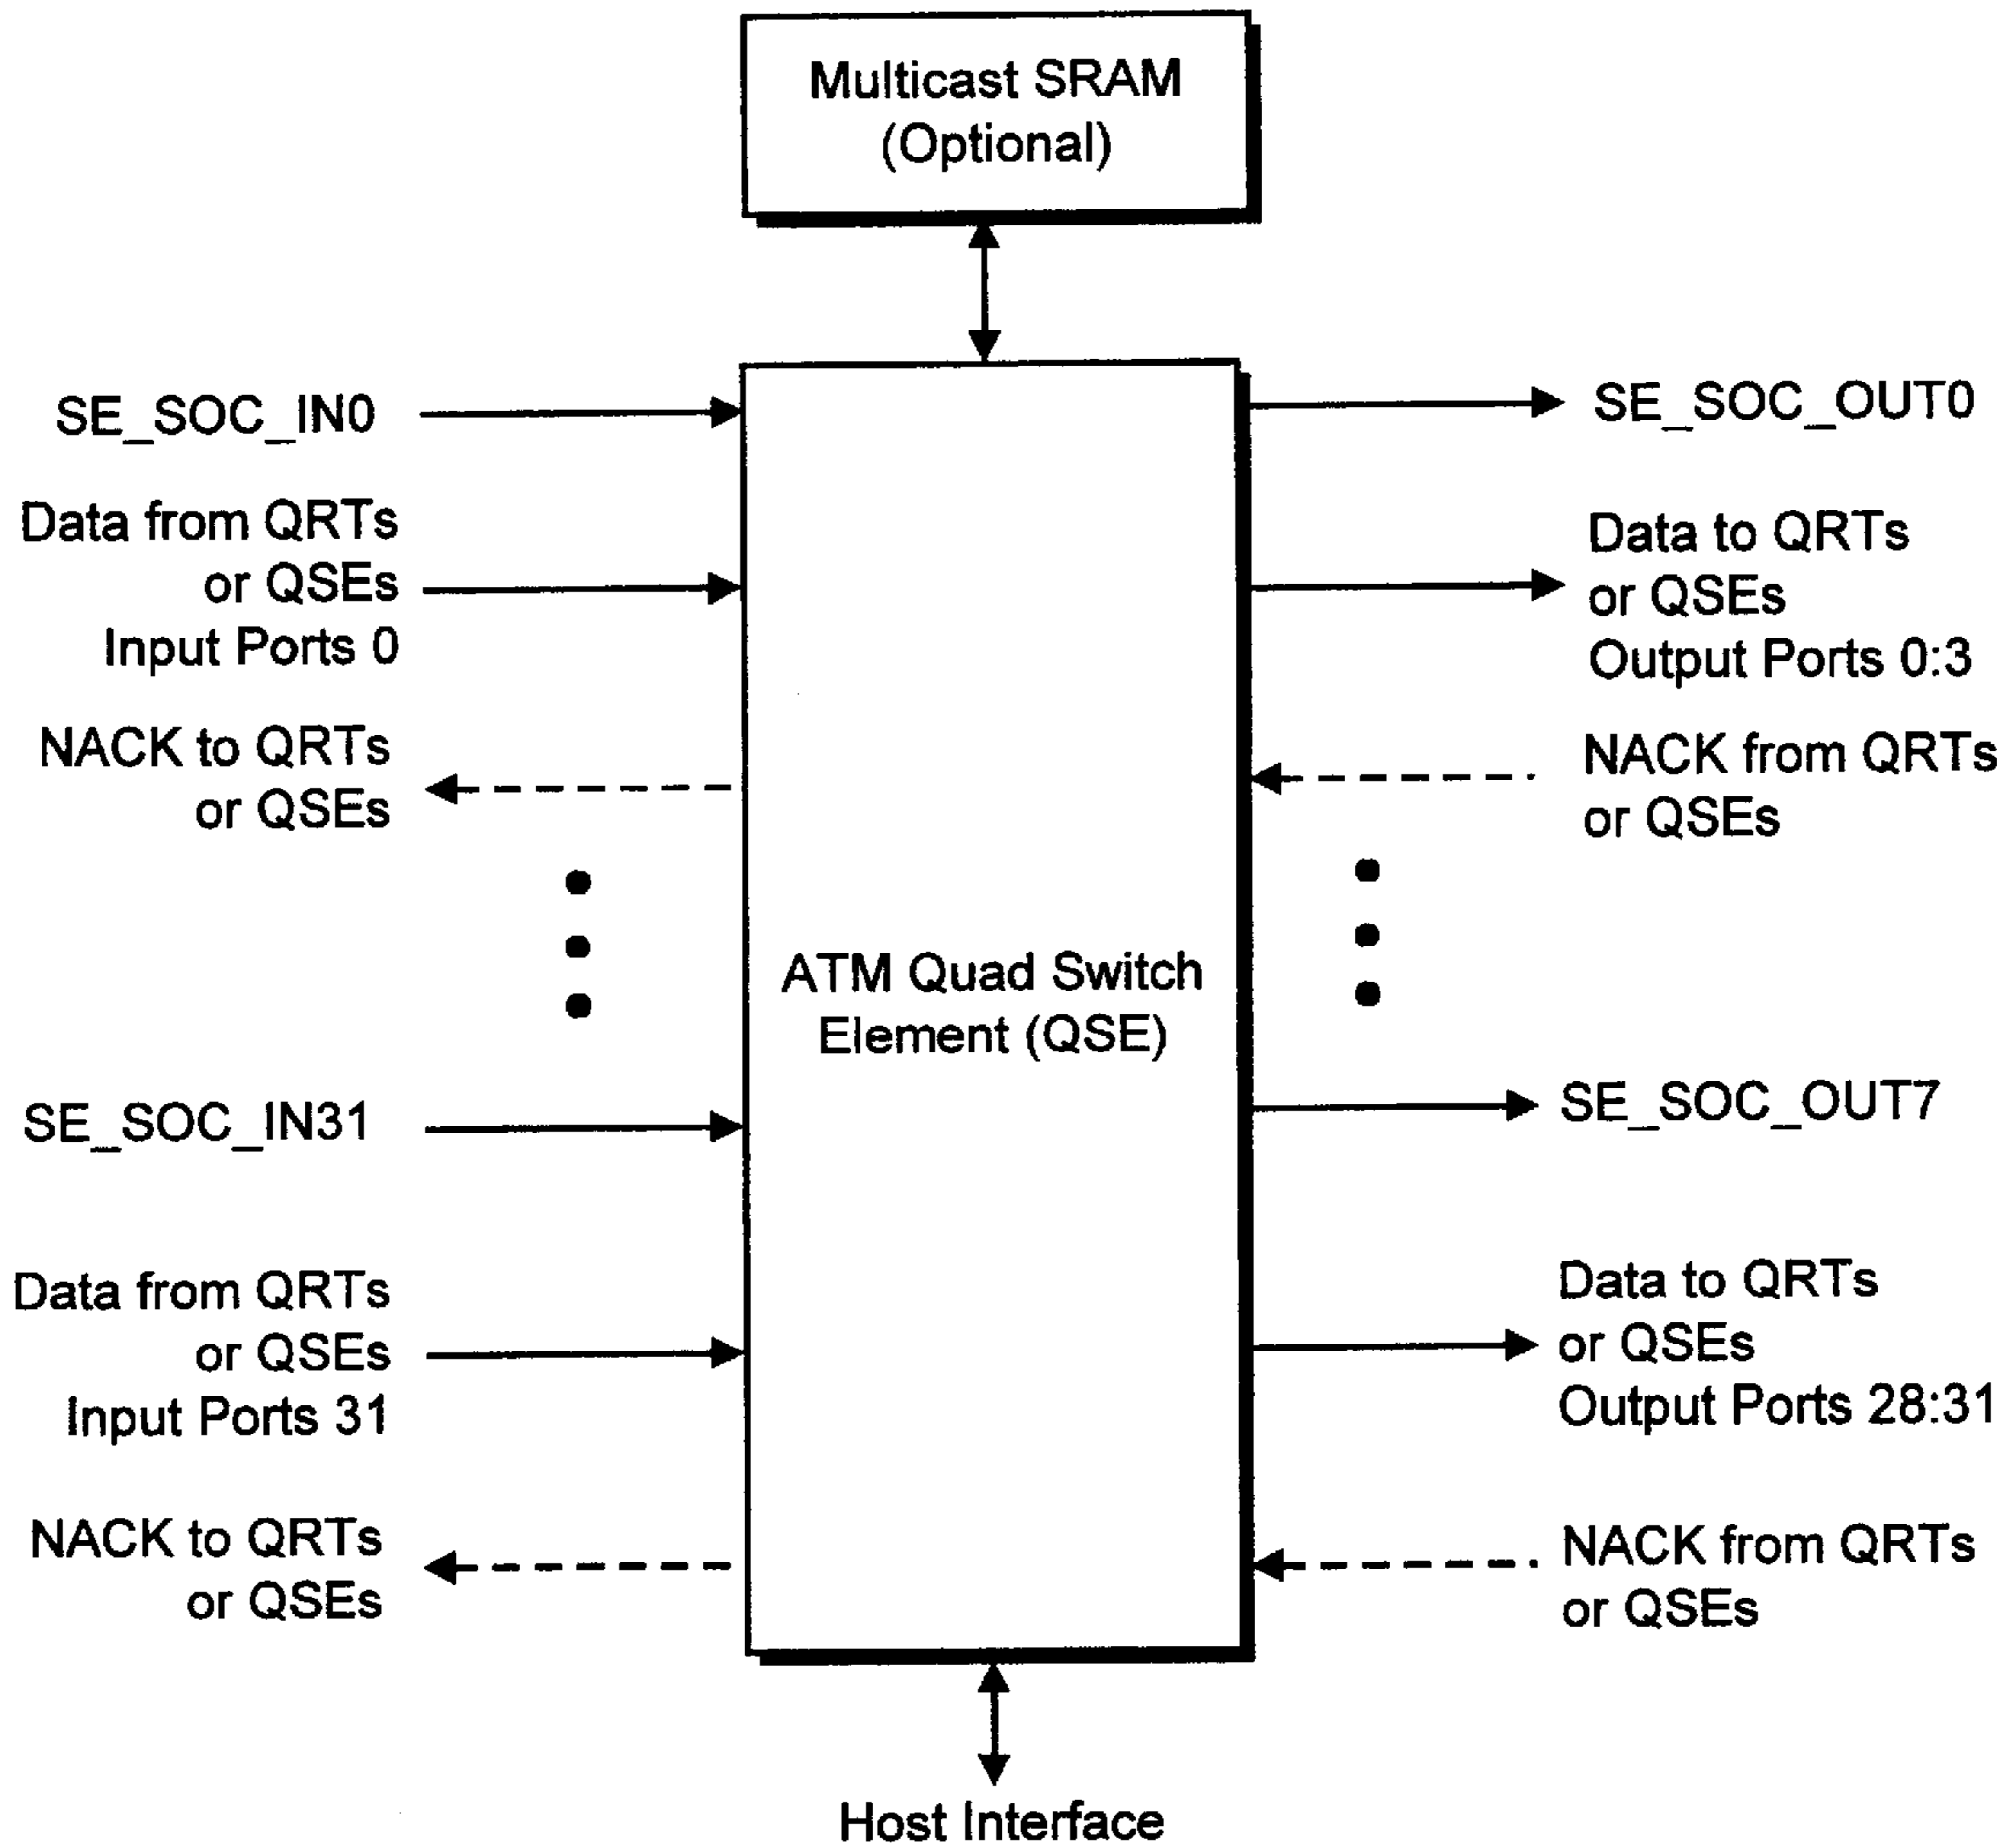 Multicast SRAM
(Optional)
SE_SOC_IN0
SE_SOC_OUT0
Data from QRTs
or QSEs
Input Ports 0
Data to QRTs
or QSEs
Output Ports 0:3
NACK to QRTs
or QSEs
NACK from QRTs
or QSEs
ATM Quad Switch
Element (QSE)
SE_SOC_IN31
SE_SOC_OUT7
Data from QRTs
or QSEs
Input Ports 31
Data to QRTs
or QSEs
Output Ports 28:31
NACK to QRTs
or QSEs
NACK from QRTs
or QSEs
Host Interface